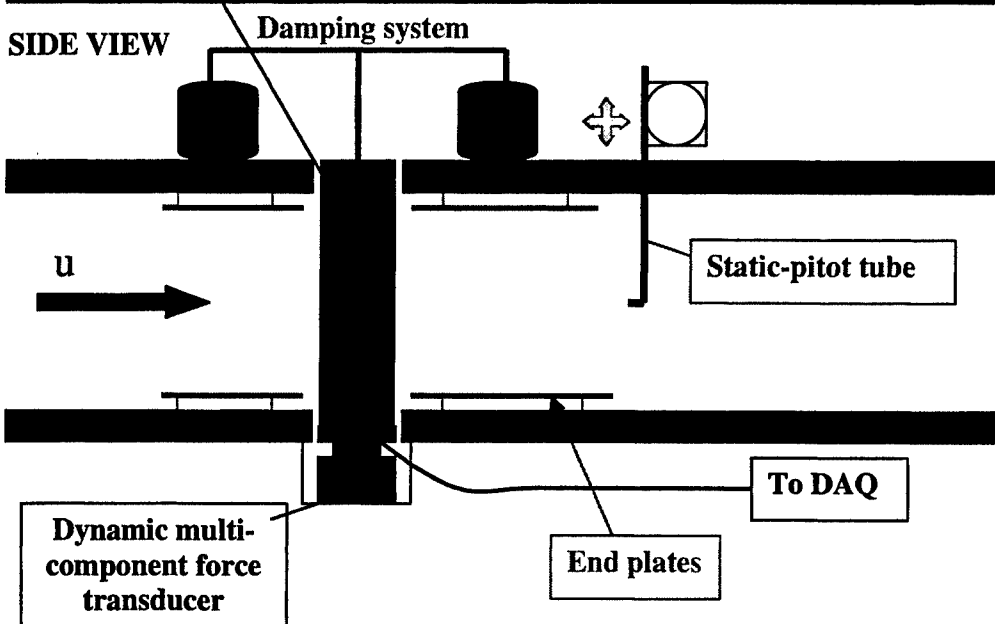 Damping system
SIDE VIEW
u
Static-pitot tube
To DAQ
Dynamic multi-
component force
transducer
End plates